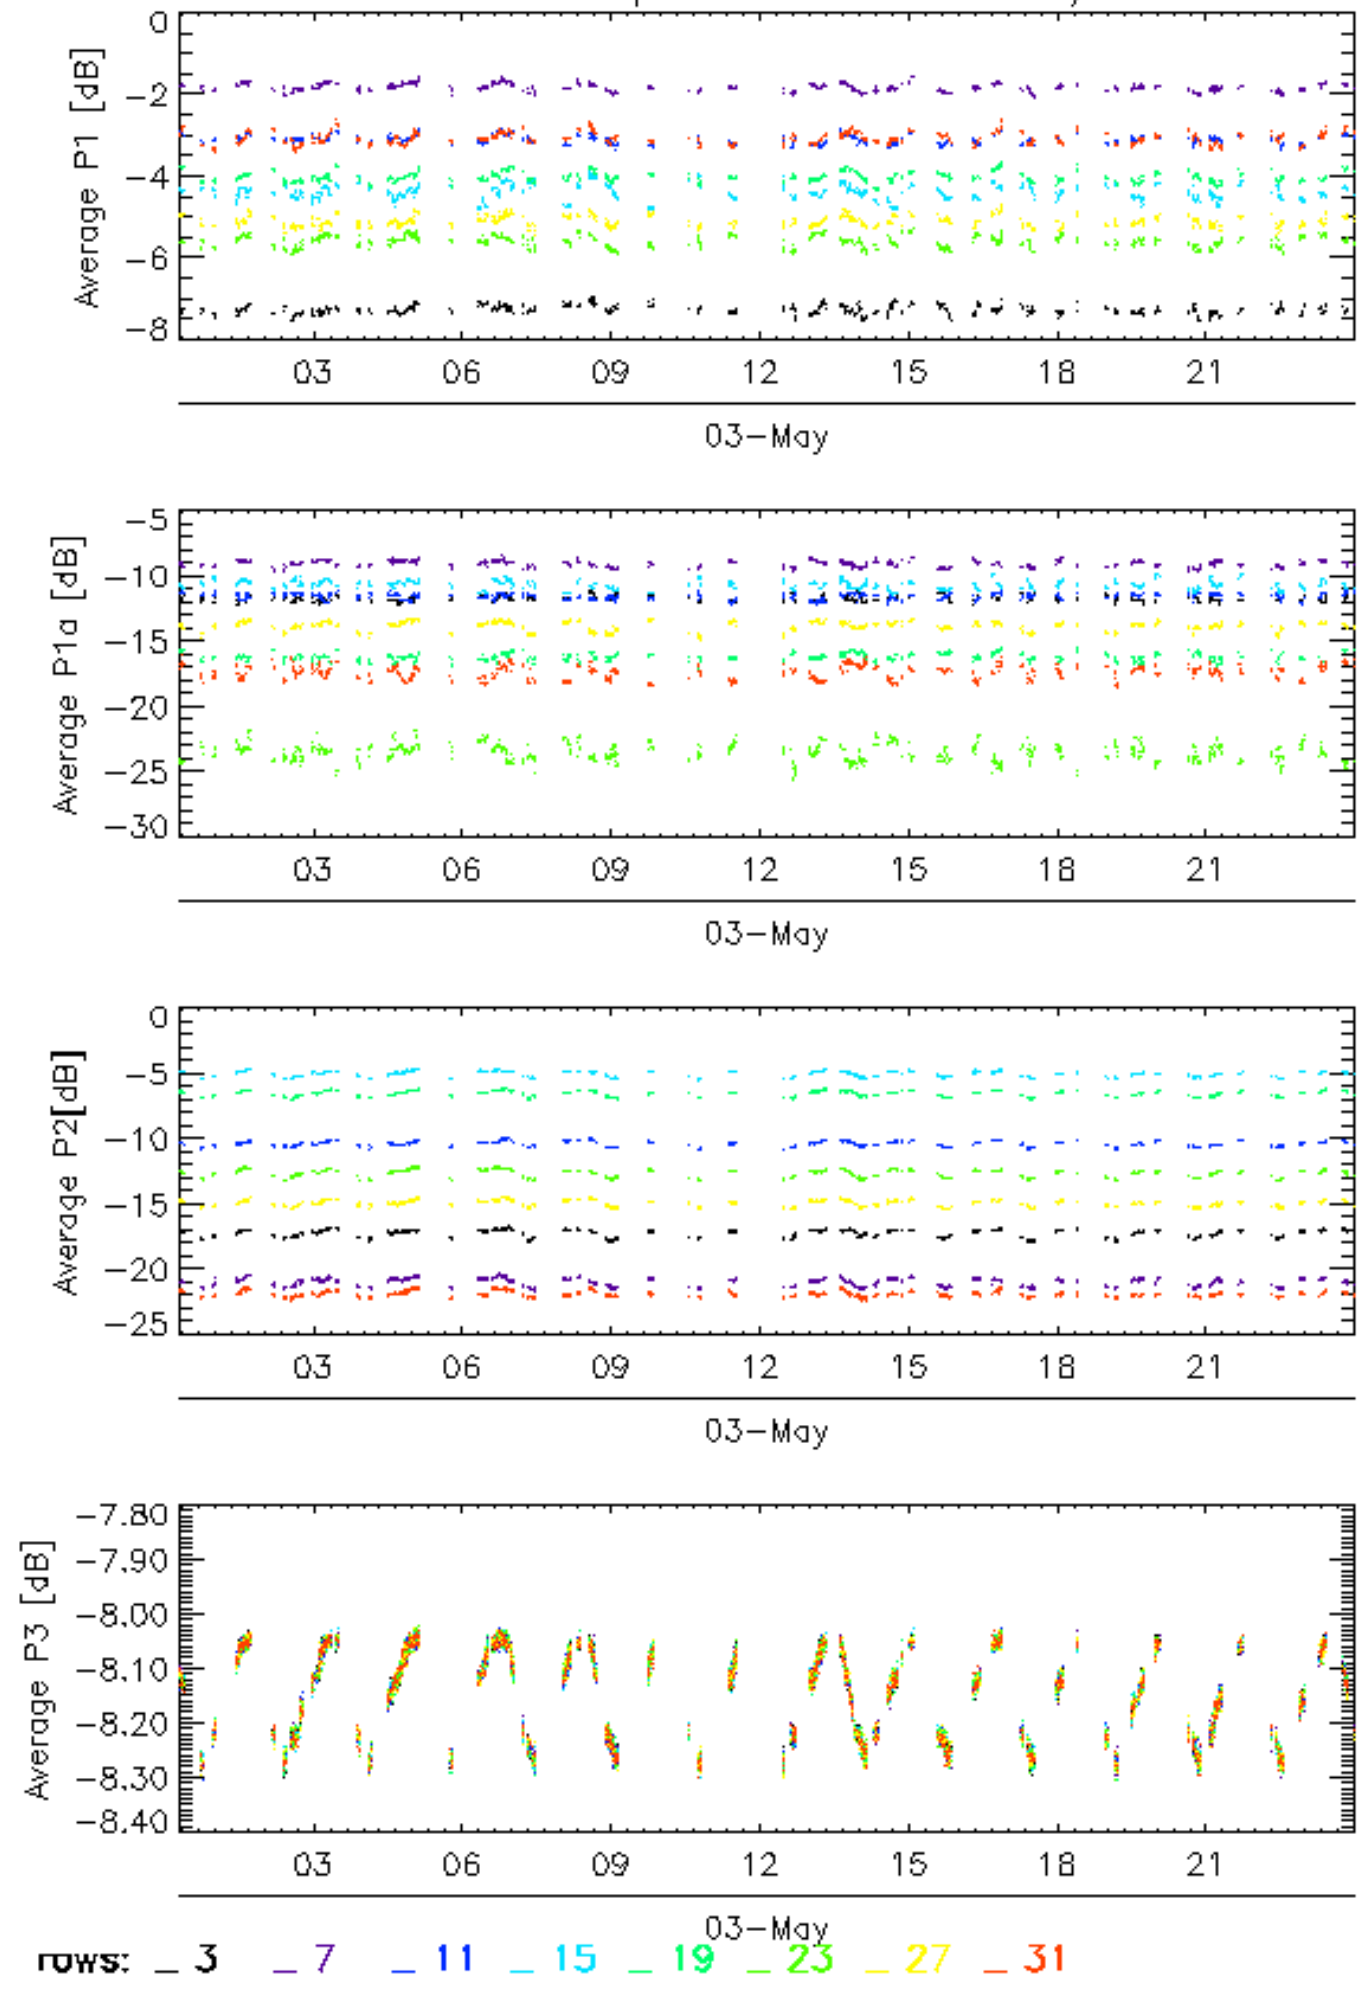 0
-2
-4
-6
-8
Average P1 [dB]
03 06 09 12 15 18 21
03-May
-5
-10
-15
-20
-25
-30
Average P1a [dB]
03 06 09 12 15 18 21
03-May
0
-5
-10
-15
-20
-25
Average P2[dB]
03 06 09 12 15 18 21
03-May
-7.80
-7.90
-8.00
-8.10
-8.20
-8.30
-8.40
Average P3 [dB]
03 06 09 12 15 18 21
03-May
rows: _ 3 _ 7 _ 11 _ 15 _ 19 _ 23 _ 27 _ 31